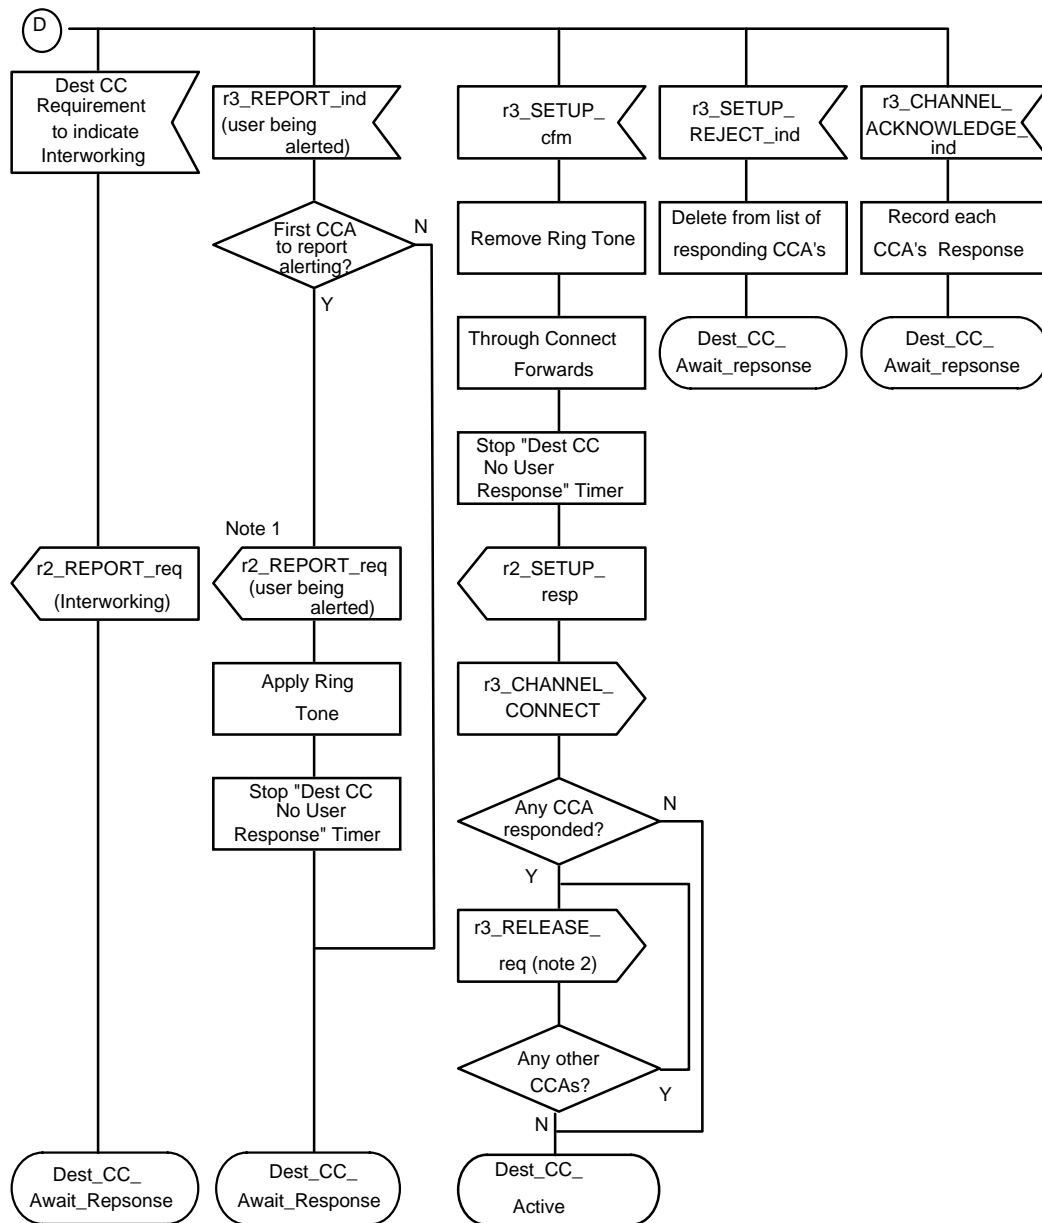 D
Dest CC
Requirement
to indicate
Interworking
r3_REPORT_ind
(user being
alerted)
r3_SETUP_
cfm
r3_SETUP_
REJECT_ind
r3_CHANNEL_
ACKNOWLEDGE_
ind
First CCA
to report
alerting?
N
Y
Remove Ring Tone
Delete from list of
responding CCA's
Record each
CCA's Response
Through Connect
Forwards
Dest_CC_
Await_repsonse
Dest_CC_
Await_repsonse
Stop "Dest CC
No User
Response" Timer
Note 1
r2_REPORT_req
(Interworking)
r2_REPORT_req
(user being
alerted)
r2_SETUP_
resp
Apply Ring
Tone
r3_CHANNEL_
CONNECT
Stop "Dest CC
No User
Response" Timer
Any CCA
responded?
N
Y
r3_RELEASE_
req (note 2)
Any other
CCAs?
Y
N
Dest_CC_
Await_Repsonse
Dest_CC_
Await_Response
Dest_CC_
Active